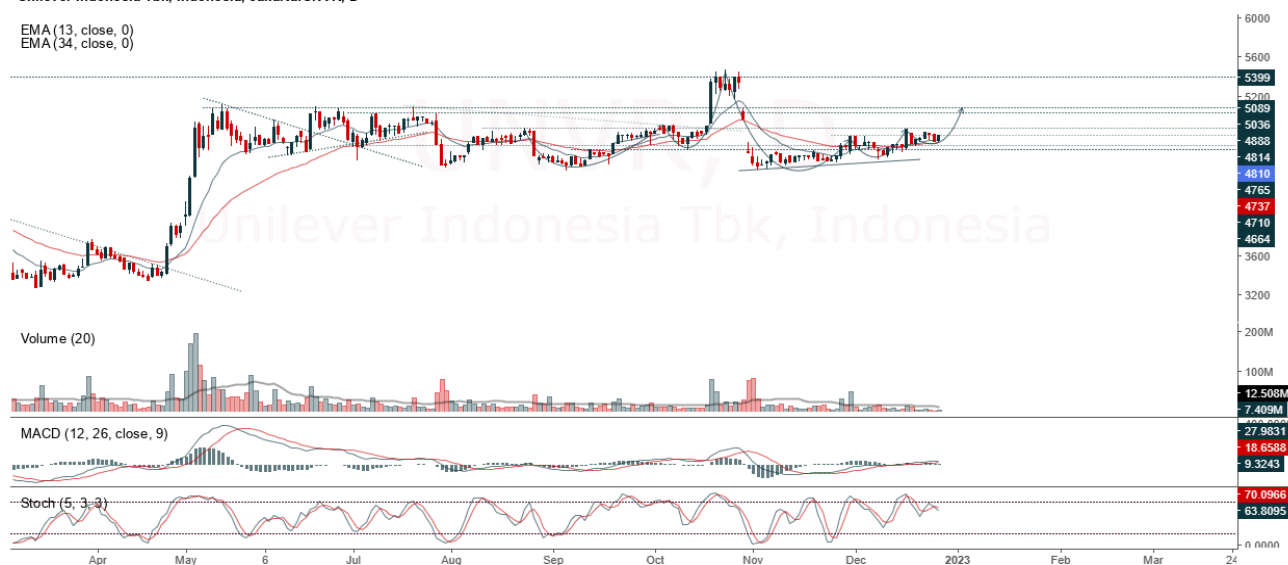 EMA (13, close, 0)
EMA (34, close, 0)
UNVR, D
Unilever Indonesia Tbk, Indonesia
6000
5600
5399
5200
5089
5036
4888
4814
4810
4765
4737
4710
4664
3600
3200
Volume (20)
200M
100M
12.508M
7.409M
MACD (12, 26, close, 9)
27.9831
18.6588
9.3243
Stoch (5, 3, 3)
70.0966
63.8095
0.0000
Apr May 6 Jul Aug Sep Oct Nov Dec 2023 Feb Mar 24